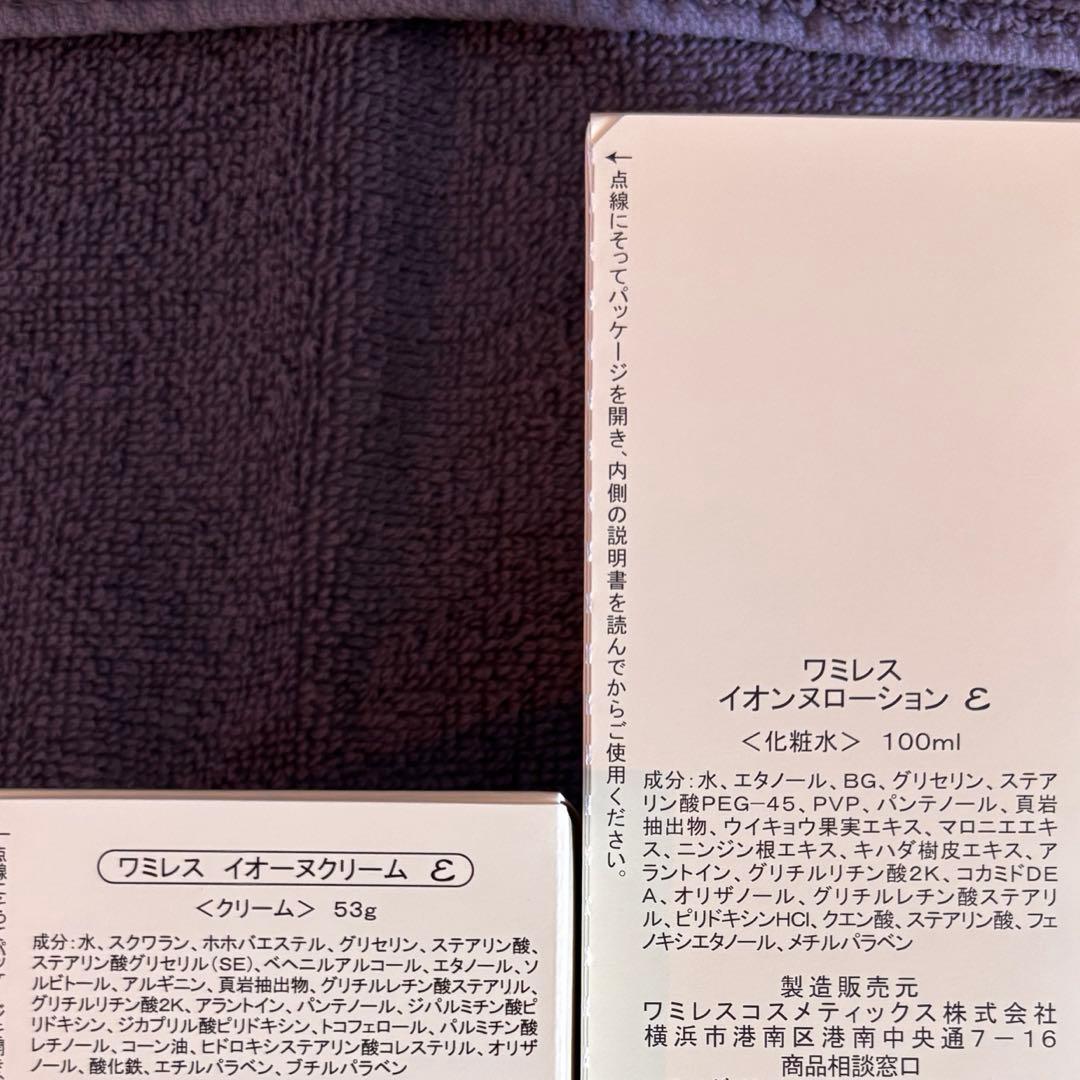 ←点線にそってパッケージを開き、内側の説明書を読んでからご使用ください。
ワミレス
イオンヌローション ε
＜化粧水＞ 100ml
成分：水、エタノール、BG、グリセリン、ステア
リン酸PEG-45、PVP、パンテノール、頁岩
抽出物、ウイキョウ果実エキス、マロニエエキ
ス、ニンジン根エキス、キハダ樹皮エキス、ア
ラントイン、グリチルリチン酸2K、コカミドDE
A、オリザノール、グリチルレチン酸ステアリ
ル、ピリドキシンHCl、クエン酸、ステアリン酸、フェ
ノキシエタノール、メチルパラベン
製造販売元
ワミレスコスメティックス株式会社
横浜市港南区港南中央通7－16
商品相談窓口
ワミレス イオーヌクリーム ε
＜クリーム＞ 53g
成分：水、スクワラン、ホホバエステル、グリセリン、ステアリン酸、
ステアリン酸グリセリル（SE）、ベヘニルアルコール、エタノール、ソ
ルビトール、アルギニン、頁岩抽出物、グリチルレチン酸ステアリル、
グリチルリチン酸2K、アラントイン、パンテノール、ジパルミチン酸ピ
リドキシン、ジカプリル酸ピリドキシン、トコフェロール、パルミチン酸
レチノール、コーン油、ヒドロキシステアリン酸コレステリル、オリザ
ノール、酸化鉄、エチルパラベン、ブチルパラベン